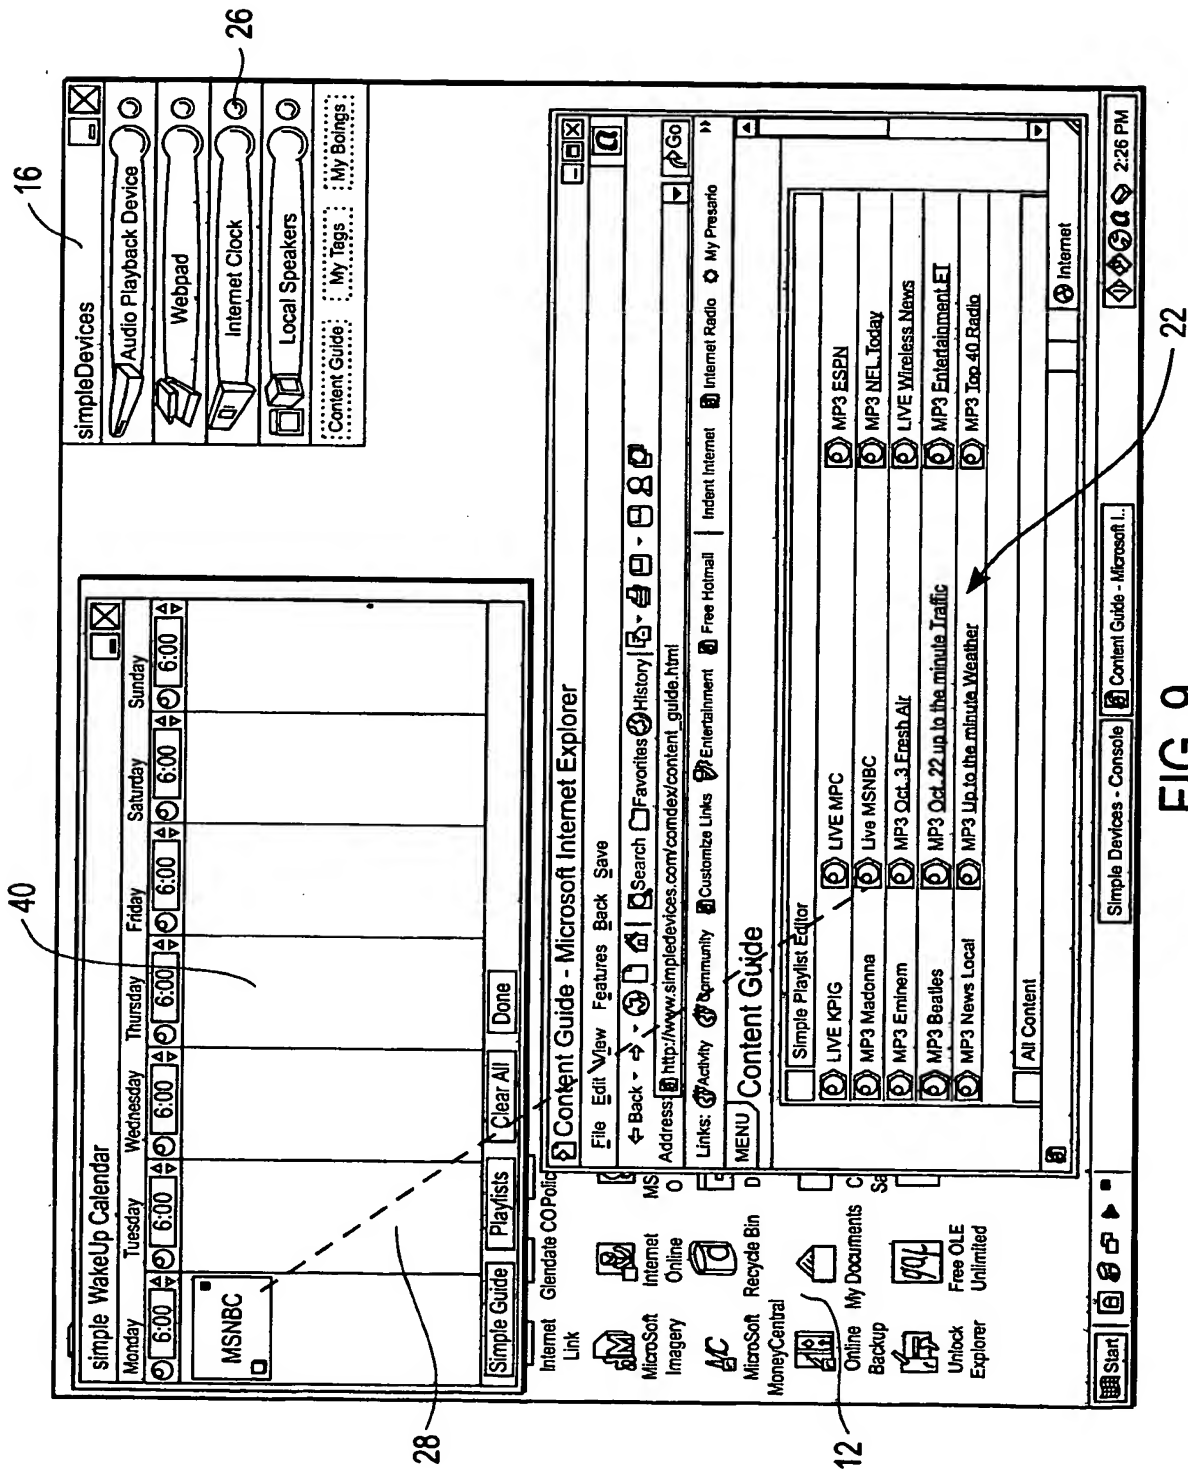 simple WakeUp Calendar
Monday Tuesday Wednesday Thursday Friday Saturday Sunday
6:00 6:00 6:00 6:00 6:00 6:00 6:00
MSNBC
Simple Guide Playlists Clear All Done
40
28
16
simpleDevices
Audio Playback Device
Webpad
Internet Clock
Local Speakers
Content Guide My Tags My Boings
26
Internet Link
Glendate CO
Polic
MicroSoft Imagery
Internet Online
MS
O
MicroSoft MoneyCentral
Recycle Bin
D
Online Backup
My Documents
C
Sa
Unlock Explorer
Free OLE Unlimited
12
Content Guide - Microsoft Internet Explorer
File Edit View Features Back Save
Back Search Favorites History
Address: http://www.simpledevices.com/comdex/content_guide.html Go
Links: Activity Community Customize Links Entertainment Free Hotmail Indent Internet Internet Radio My Presario »
MENU Content Guide
Simple Playlist Editor
LIVE KPIG LIVE MPC MP3 ESPN
MP3 Madonna Live MSNBC MP3 NEL.Today
MP3 Eminem MP3 Oct. 3 Fresh Air LIVE Wireless News
MP3 Beatles MP3 Oct. 22 up to the minute Traffic MP3 Entertainment ET
MP3 News Local MP3 Up to the minute Weather MP3 Top 40 Radio
All Content
Internet
Start Simple Devices - Console Content Guide - Microsoft I.. 2:26 PM
22
FIG. 9